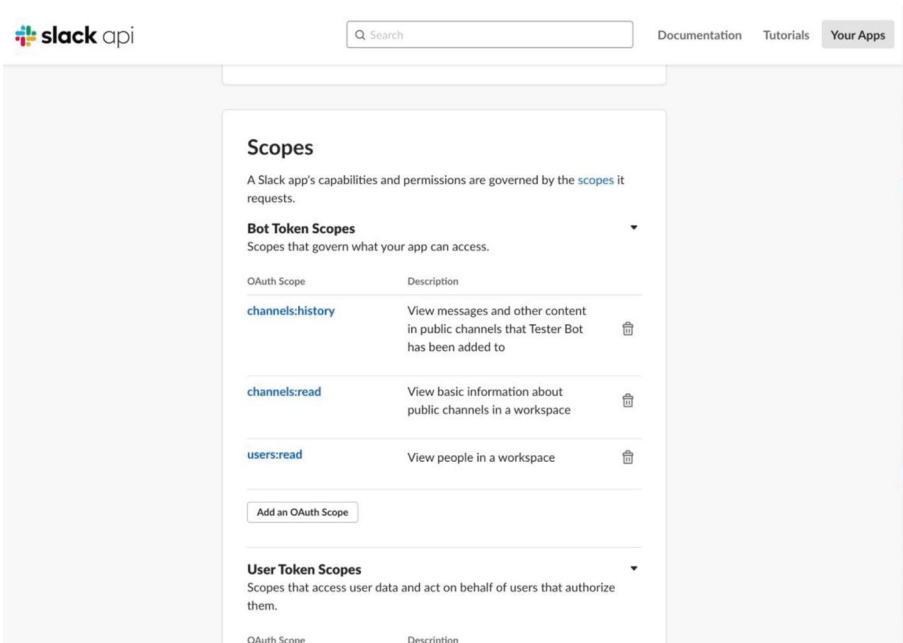 slack api
Search
Documentation
Tutorials
Your Apps
Scopes
A Slack app's capabilities and permissions are governed by the scopes it
requests.
Bot Token Scopes
Scopes that govern what your app can access.
OAuth Scope
Description
channels:history
View messages and other content
in public channels that Tester Bot
has been added to
channels:read
View basic information about
public channels in a workspace
users:read
View people in a workspace
Add an OAuth Scope
User Token Scopes
Scopes that access user data and act on behalf of users that authorize
them.
OAuth Scope
Description